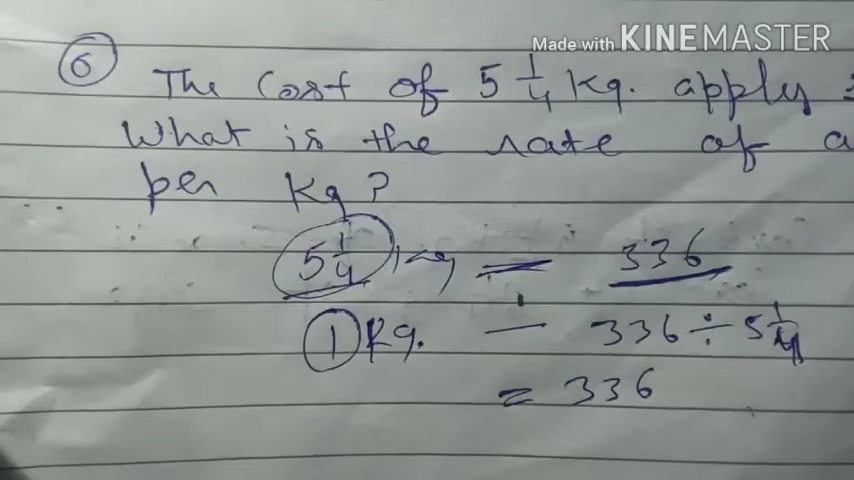 Made with KINEMASTER
6 The Cost of 5 1/4 Kg. apply
What is the rate of a
per Kg?
5 1/4 Kg = 336
1 Kg. — 336 ÷ 5 1/4
= 336